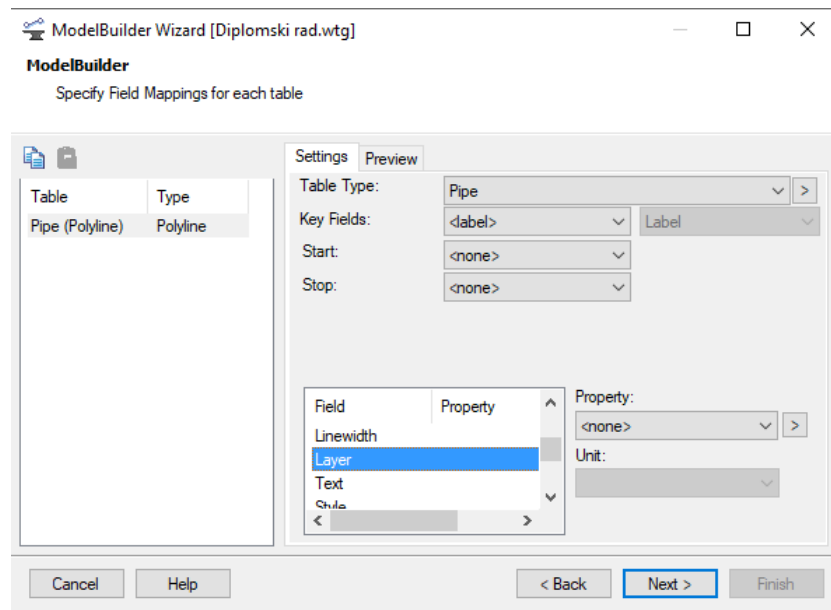 ModelBuilder Wizard [Diplomski rad.wtg]
ModelBuilder
Specify Field Mappings for each table
Table Type
Pipe (Polyline) Polyline
Settings Preview
Table Type: Pipe >
Key Fields: <label> Label
Start: <none>
Stop: <none>
Field Property
Linewidth
Layer
Text
Style
Property:
<none> >
Unit:
Cancel Help < Back Next > Finish